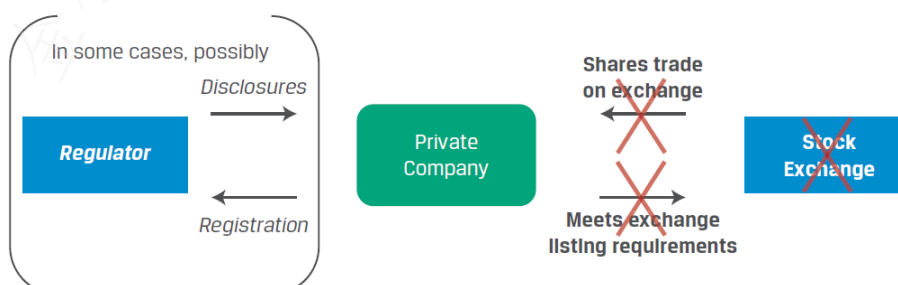 In some cases, possibly
Disclosures
Regulator
Registration
Private
Company
Shares trade
on exchange
Meets exchange
listing requirements
Stock
Exchange